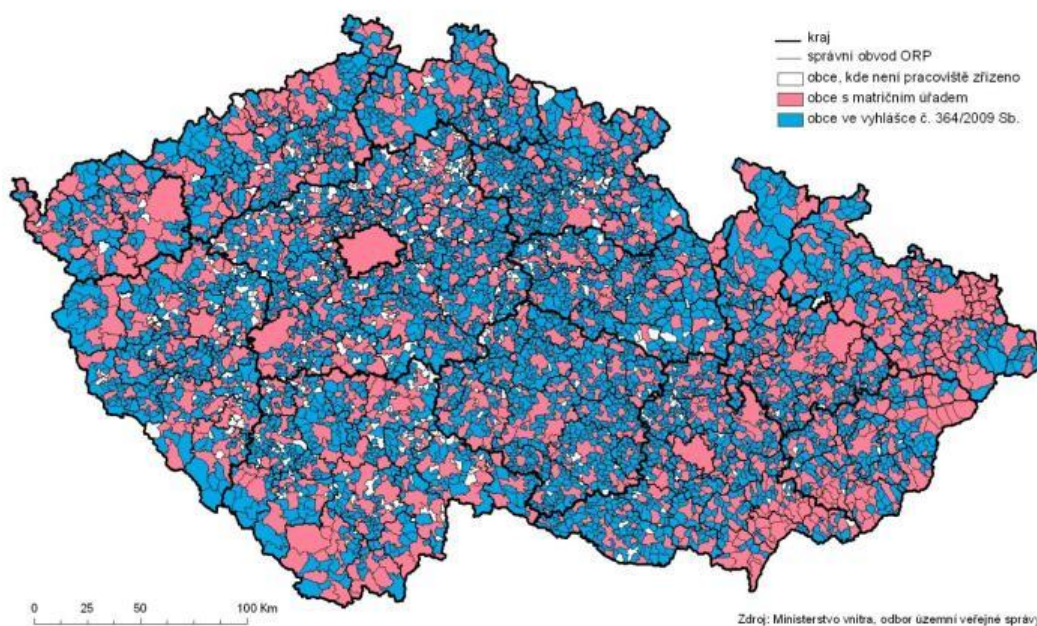 kraj
správní obvod ORP
obce, kde není pracoviště zřízeno
obce s matričním úřadem
obce ve vyhlášce č. 364/2009 Sb.
0 25 50 100 Km
Zdroj: Ministerstvo vnitra, odbor územní veřejné správy